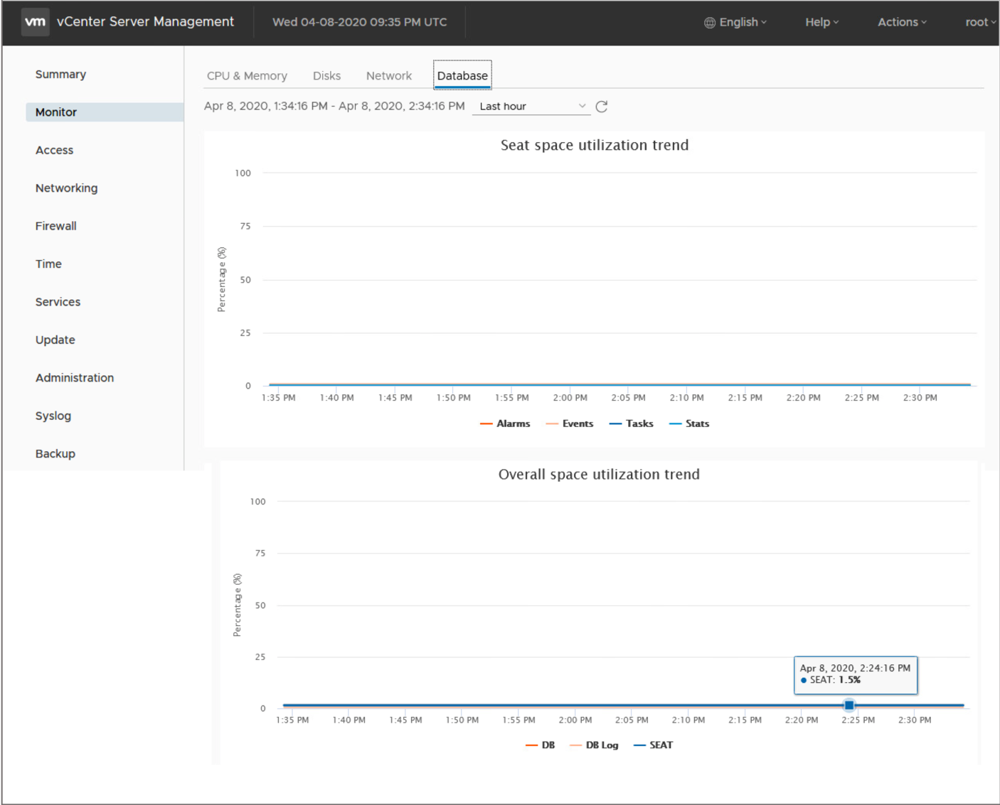 vm vCenter Server Management Wed 04-08-2020 09:35 PM UTC English Help Actions root
Summary
Monitor
Access
Networking
Firewall
Time
Services
Update
Administration
Syslog
Backup
CPU & Memory Disks Network Database
Apr 8, 2020, 1:34:16 PM - Apr 8, 2020, 2:34:16 PM Last hour
Seat space utilization trend
Percentage (%)
100
75
50
25
0
1:35 PM 1:40 PM 1:45 PM 1:50 PM 1:55 PM 2:00 PM 2:05 PM 2:10 PM 2:15 PM 2:20 PM 2:25 PM 2:30 PM
Alarms Events Tasks Stats
Overall space utilization trend
Percentage (%)
100
75
50
25
0
Apr 8, 2020, 2:24:16 PM
SEAT: 1.5%
1:35 PM 1:40 PM 1:45 PM 1:50 PM 1:55 PM 2:00 PM 2:05 PM 2:10 PM 2:15 PM 2:20 PM 2:25 PM 2:30 PM
DB DB Log SEAT